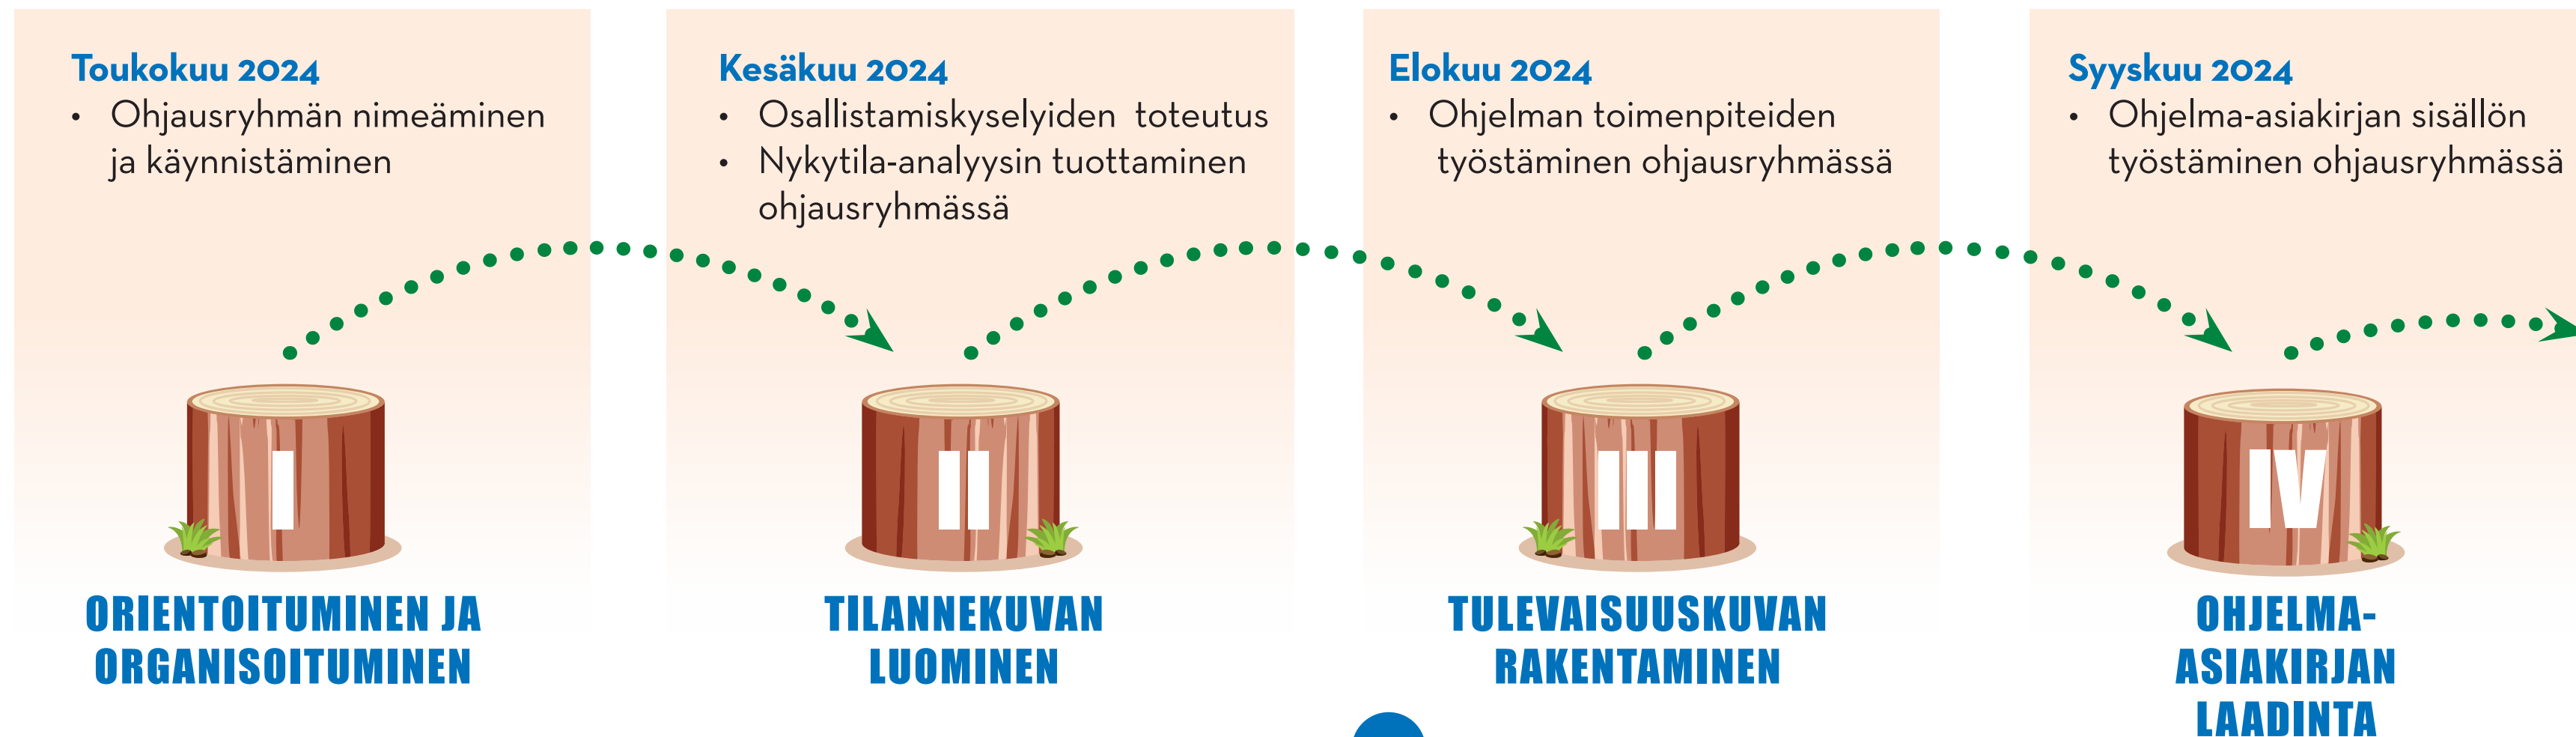 Toukokuu 2024
• Ohjausryhmän nimeäminen
ja käynnistäminen
I
ORIENTOITUMINEN JA
ORGANISOITUMINEN
Kesäkuu 2024
• Osallistamiskyselyiden toteutus
• Nykytila-analyysin tuottaminen
ohjausryhmässä
II
TILANNEKUVAN
LUOMINEN
Elokuu 2024
• Ohjelman toimenpiteiden
työstäminen ohjausryhmässä
III
TULEVAISUUSKUVAN
RAKENTAMINEN
Syyskuu 2024
• Ohjelma-asiakirjan sisällön
työstäminen ohjausryhmässä
IV
OHJELMA-
ASIAKIRJAN
LAADINTA